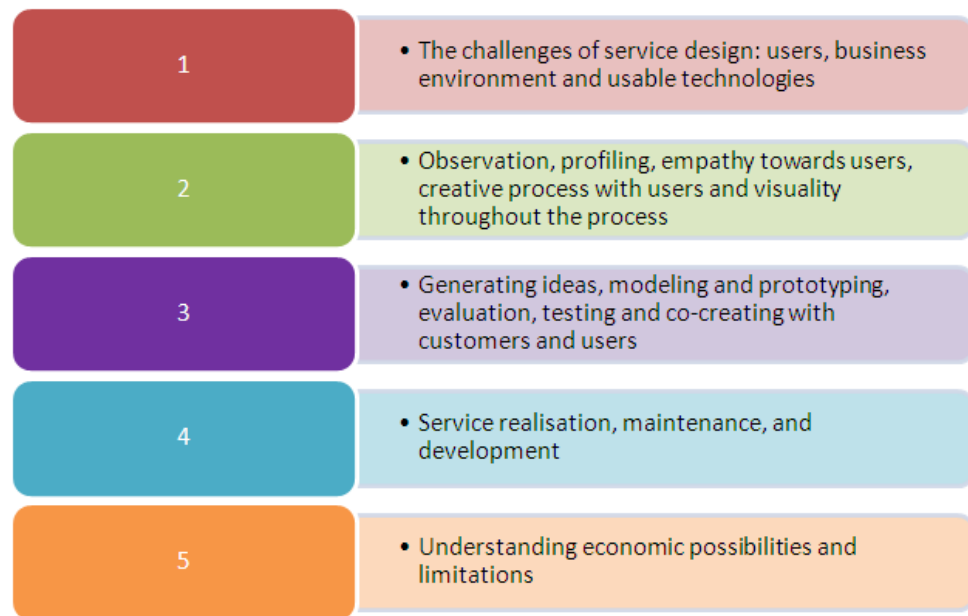 1
• The challenges of service design: users, business
environment and usable technologies
2
• Observation, profiling, empathy towards users,
creative process with users and visuality
throughout the process
3
• Generating ideas, modeling and prototyping,
evaluation, testing and co-creating with
customers and users
4
• Service realisation, maintenance, and
development
5
• Understanding economic possibilities and
limitations